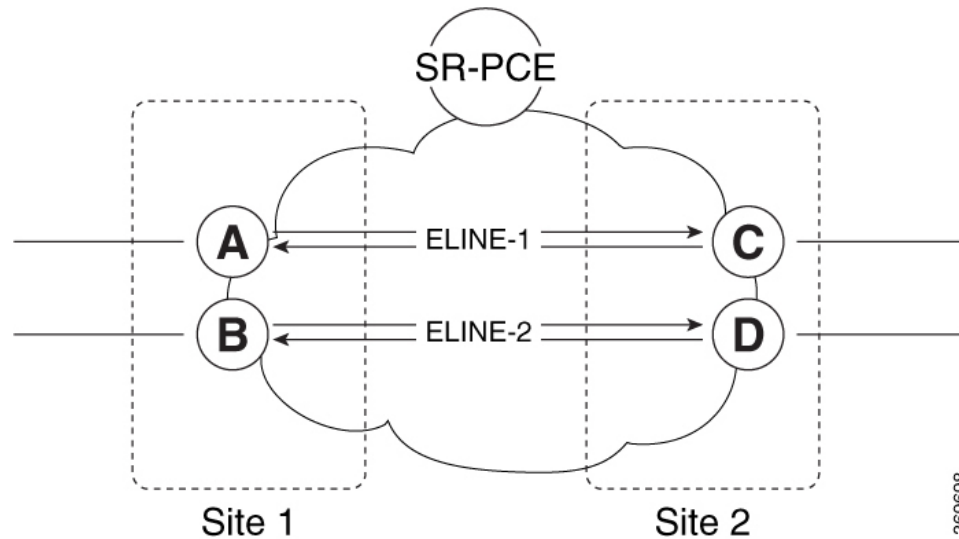 SR-PCE
A
ELINE-1
C
B
ELINE-2
D
Site 1
Site 2